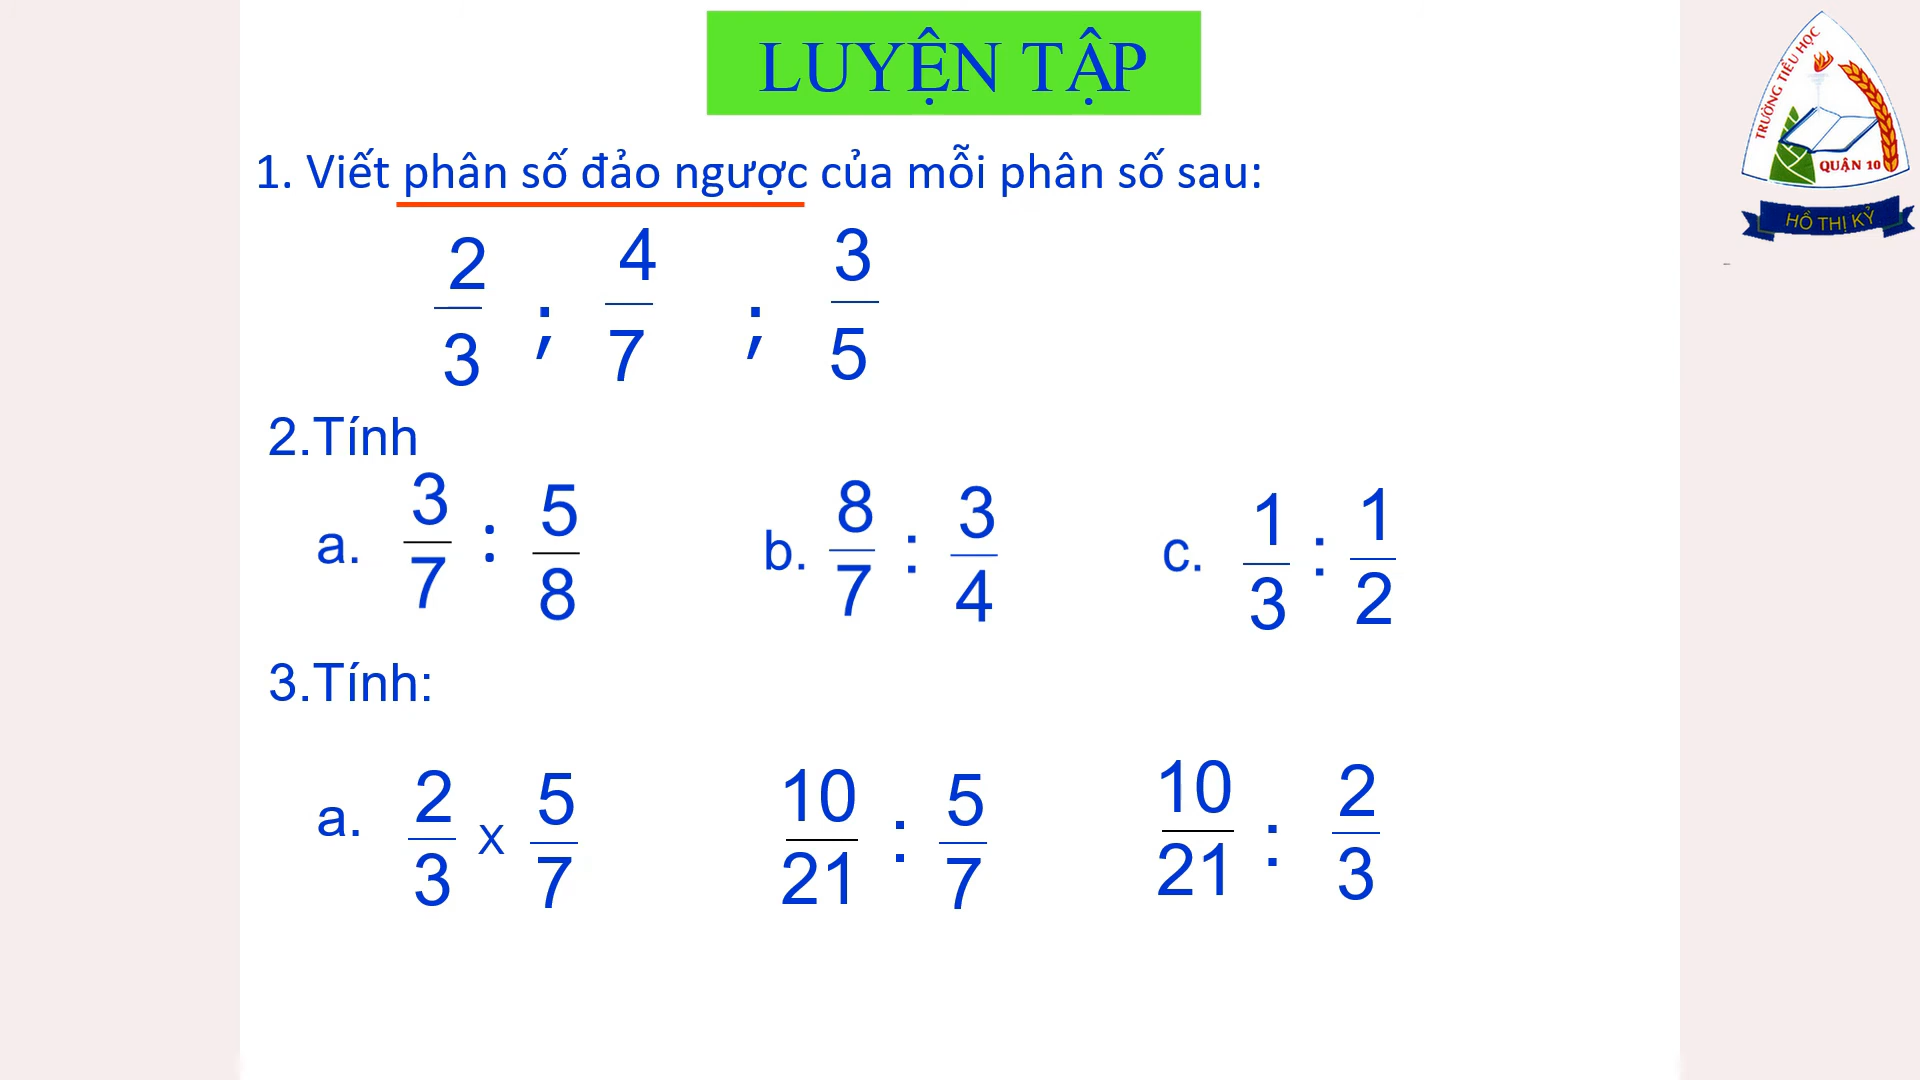 LUYỆN TẬP
TRƯỜNG TIỂU HỌC
QUẬN 10
HỒ THỊ KỶ
1. Viết phân số đảo ngược của mỗi phân số sau:
2/3 ; 4/7 ; 3/5
2.Tính
a. 3/7 : 5/8 b. 8/7 : 3/4 c. 1/3 : 1/2
3.Tính:
a. 2/3 x 5/7 10/21 : 5/7 10/21 : 2/3